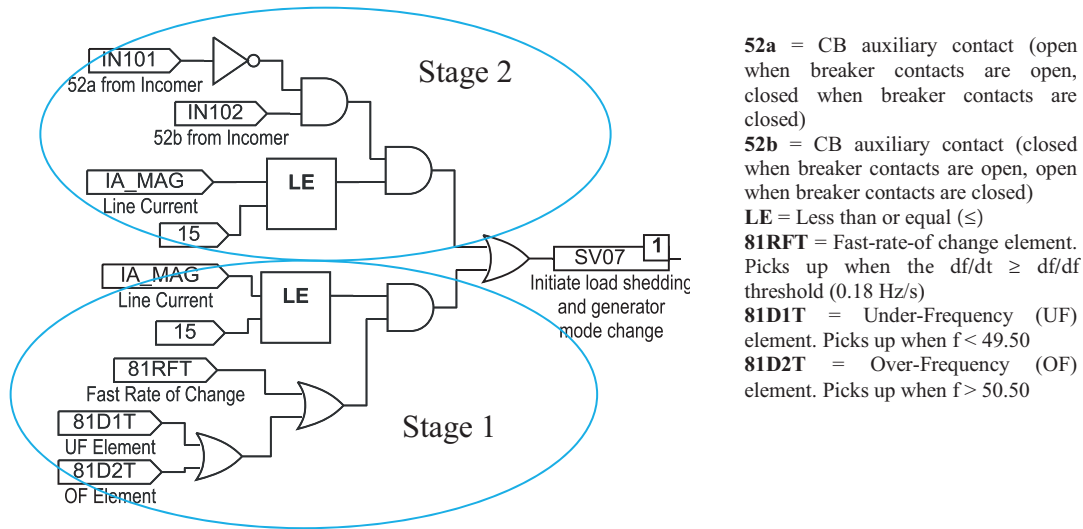 IN101
52a from Incomer
Stage 2
IN102
52b from Incomer
IA_MAG
Line Current
LE
15
1
SV07
Initiate load shedding
and generator
mode change
IA_MAG
Line Current
LE
15
81RFT
Fast Rate of Change
Stage 1
81D1T
UF Element
81D2T
OF Element
52a = CB auxiliary contact (open
when breaker contacts are open,
closed when breaker contacts are
closed)
52b = CB auxiliary contact (closed
when breaker contacts are open, open
when breaker contacts are closed)
LE = Less than or equal (≤)
81RFT = Fast-rate-of change element.
Picks up when the df/dt ≥ df/df
threshold (0.18 Hz/s)
81D1T = Under-Frequency (UF)
element. Picks up when f < 49.50
81D2T = Over-Frequency (OF)
element. Picks up when f > 50.50